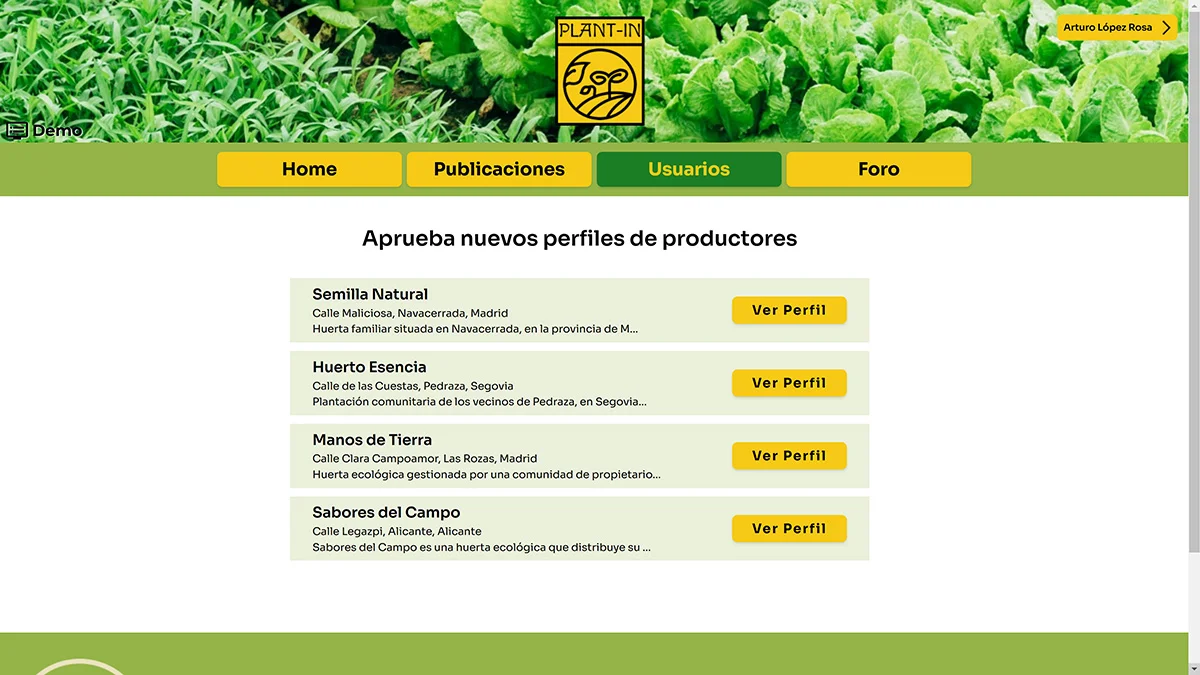 PLANT-IN
Arturo López Rosa
Demo
Home
Publicaciones
Usuarios
Foro
Aprueba nuevos perfiles de productores
Semilla Natural
Calle Maliciosa, Navacerrada, Madrid
Huerta familiar situada en Navacerrada, en la provincia de M...
Ver Perfil
Huerto Esencia
Calle de las Cuestas, Pedraza, Segovia
Plantación comunitaria de los vecinos de Pedraza, en Segovia...
Ver Perfil
Manos de Tierra
Calle Clara Campoamor, Las Rozas, Madrid
Huerta ecológica gestionada por una comunidad de propietario...
Ver Perfil
Sabores del Campo
Calle Legazpi, Alicante, Alicante
Sabores del Campo es una huerta ecológica que distribuye su ...
Ver Perfil